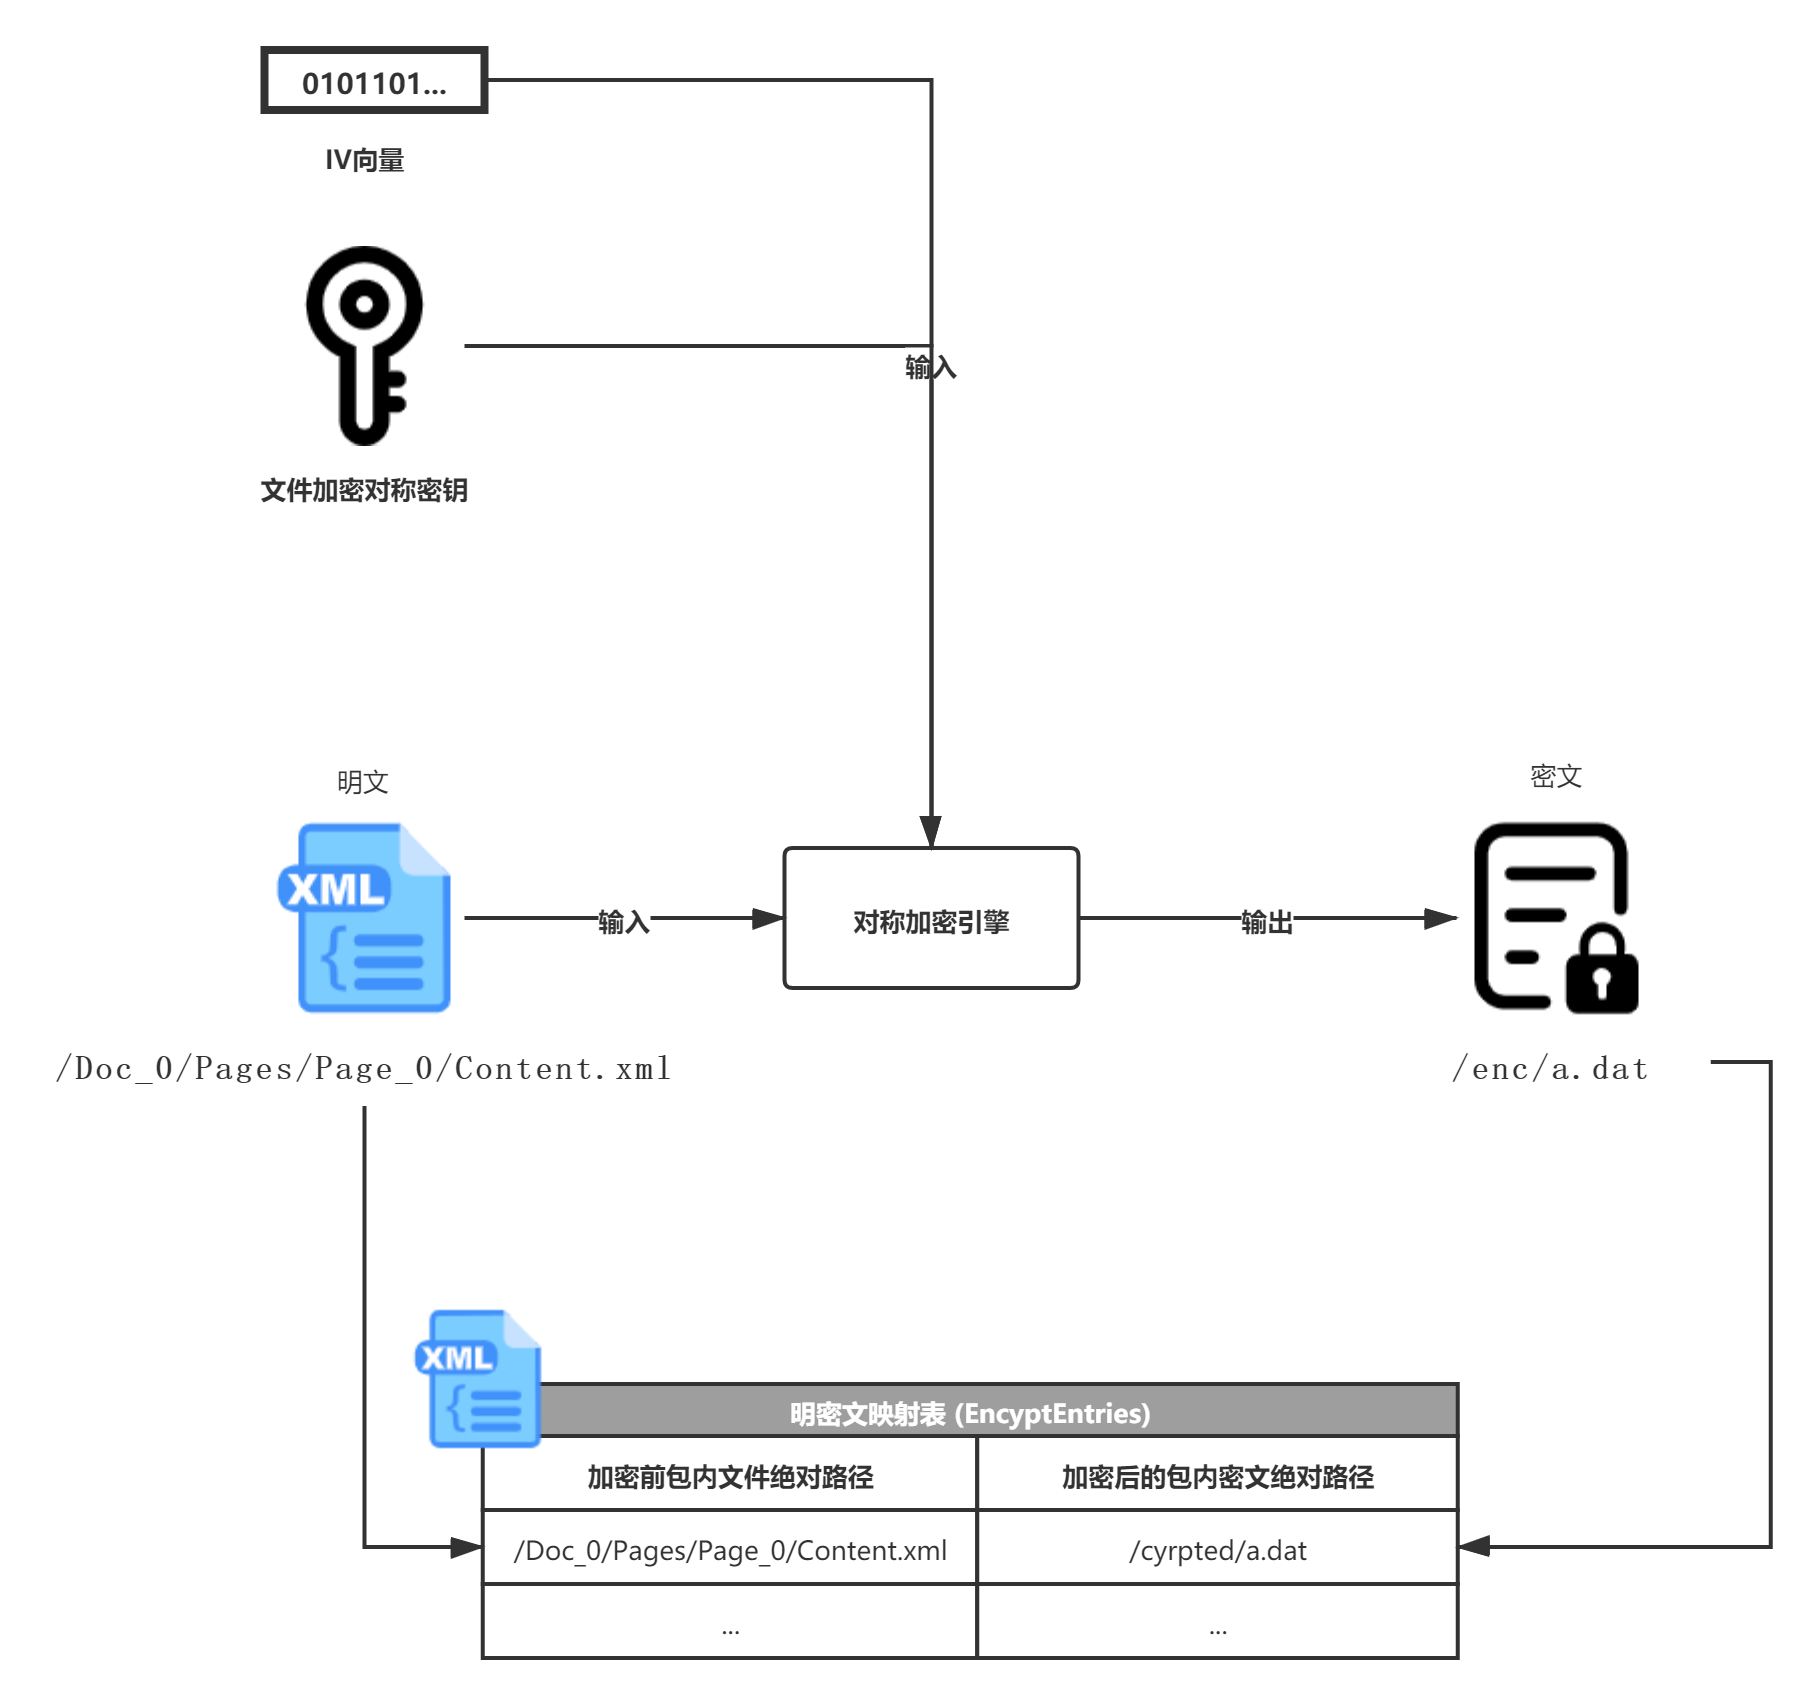 0101101...
IV向量
输入
文件加密对称密钥
明文
密文
XML
输入
对称加密引擎
输出
/Doc_0/Pages/Page_0/Content.xml
/enc/a.dat
XML
明密文映射表 (EncyptEntries)
加密前包内文件绝对路径
加密后的包内密文绝对路径
/Doc_0/Pages/Page_0/Content.xml
/cyrpted/a.dat
...
...